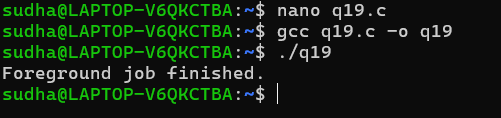 sudha@LAPTOP-V6QKCTBA:~$ nano q19.c
sudha@LAPTOP-V6QKCTBA:~$ gcc q19.c -o q19
sudha@LAPTOP-V6QKCTBA:~$ ./q19
Foreground job finished.
sudha@LAPTOP-V6QKCTBA:~$